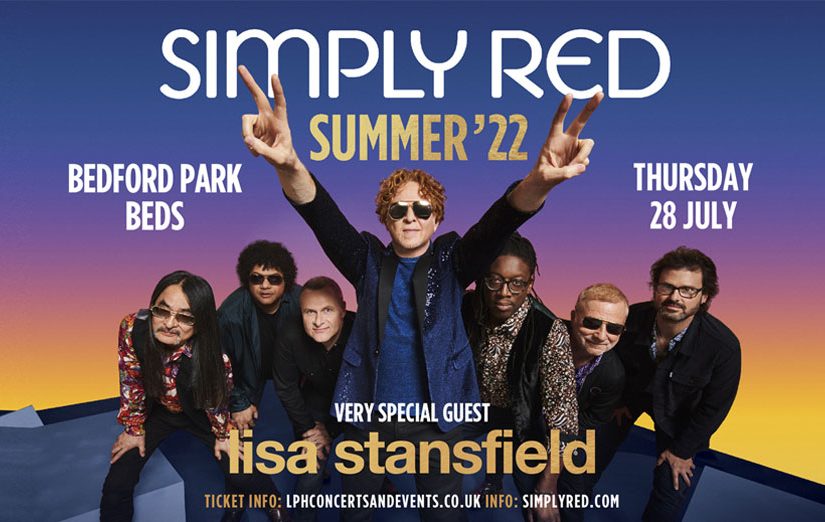 SIMPLY RED
SUMMER '22
BEDFORD PARK
BEDS
THURSDAY
28 JULY
VERY SPECIAL GUEST
lisa stansfield
TICKET INFO: LPHCONCERTSANDEVENTS.CO.UK INFO: SIMPLYRED.COM